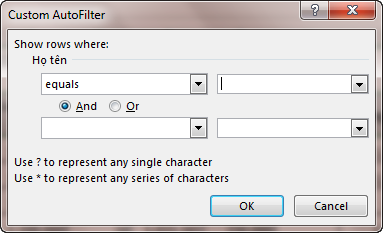 Custom AutoFilter
Show rows where:
Họ tên
equals
And Or
Use ? to represent any single character
Use * to represent any series of characters
OK Cancel